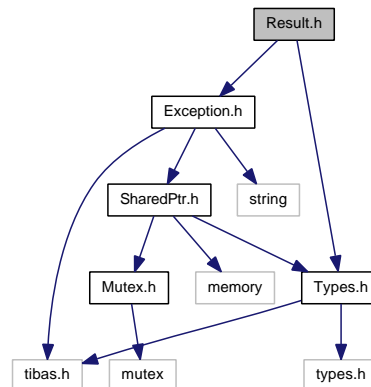 Result.h
Exception.h
SharedPtr.h
string
Mutex.h
memory
Types.h
tibas.h
mutex
types.h